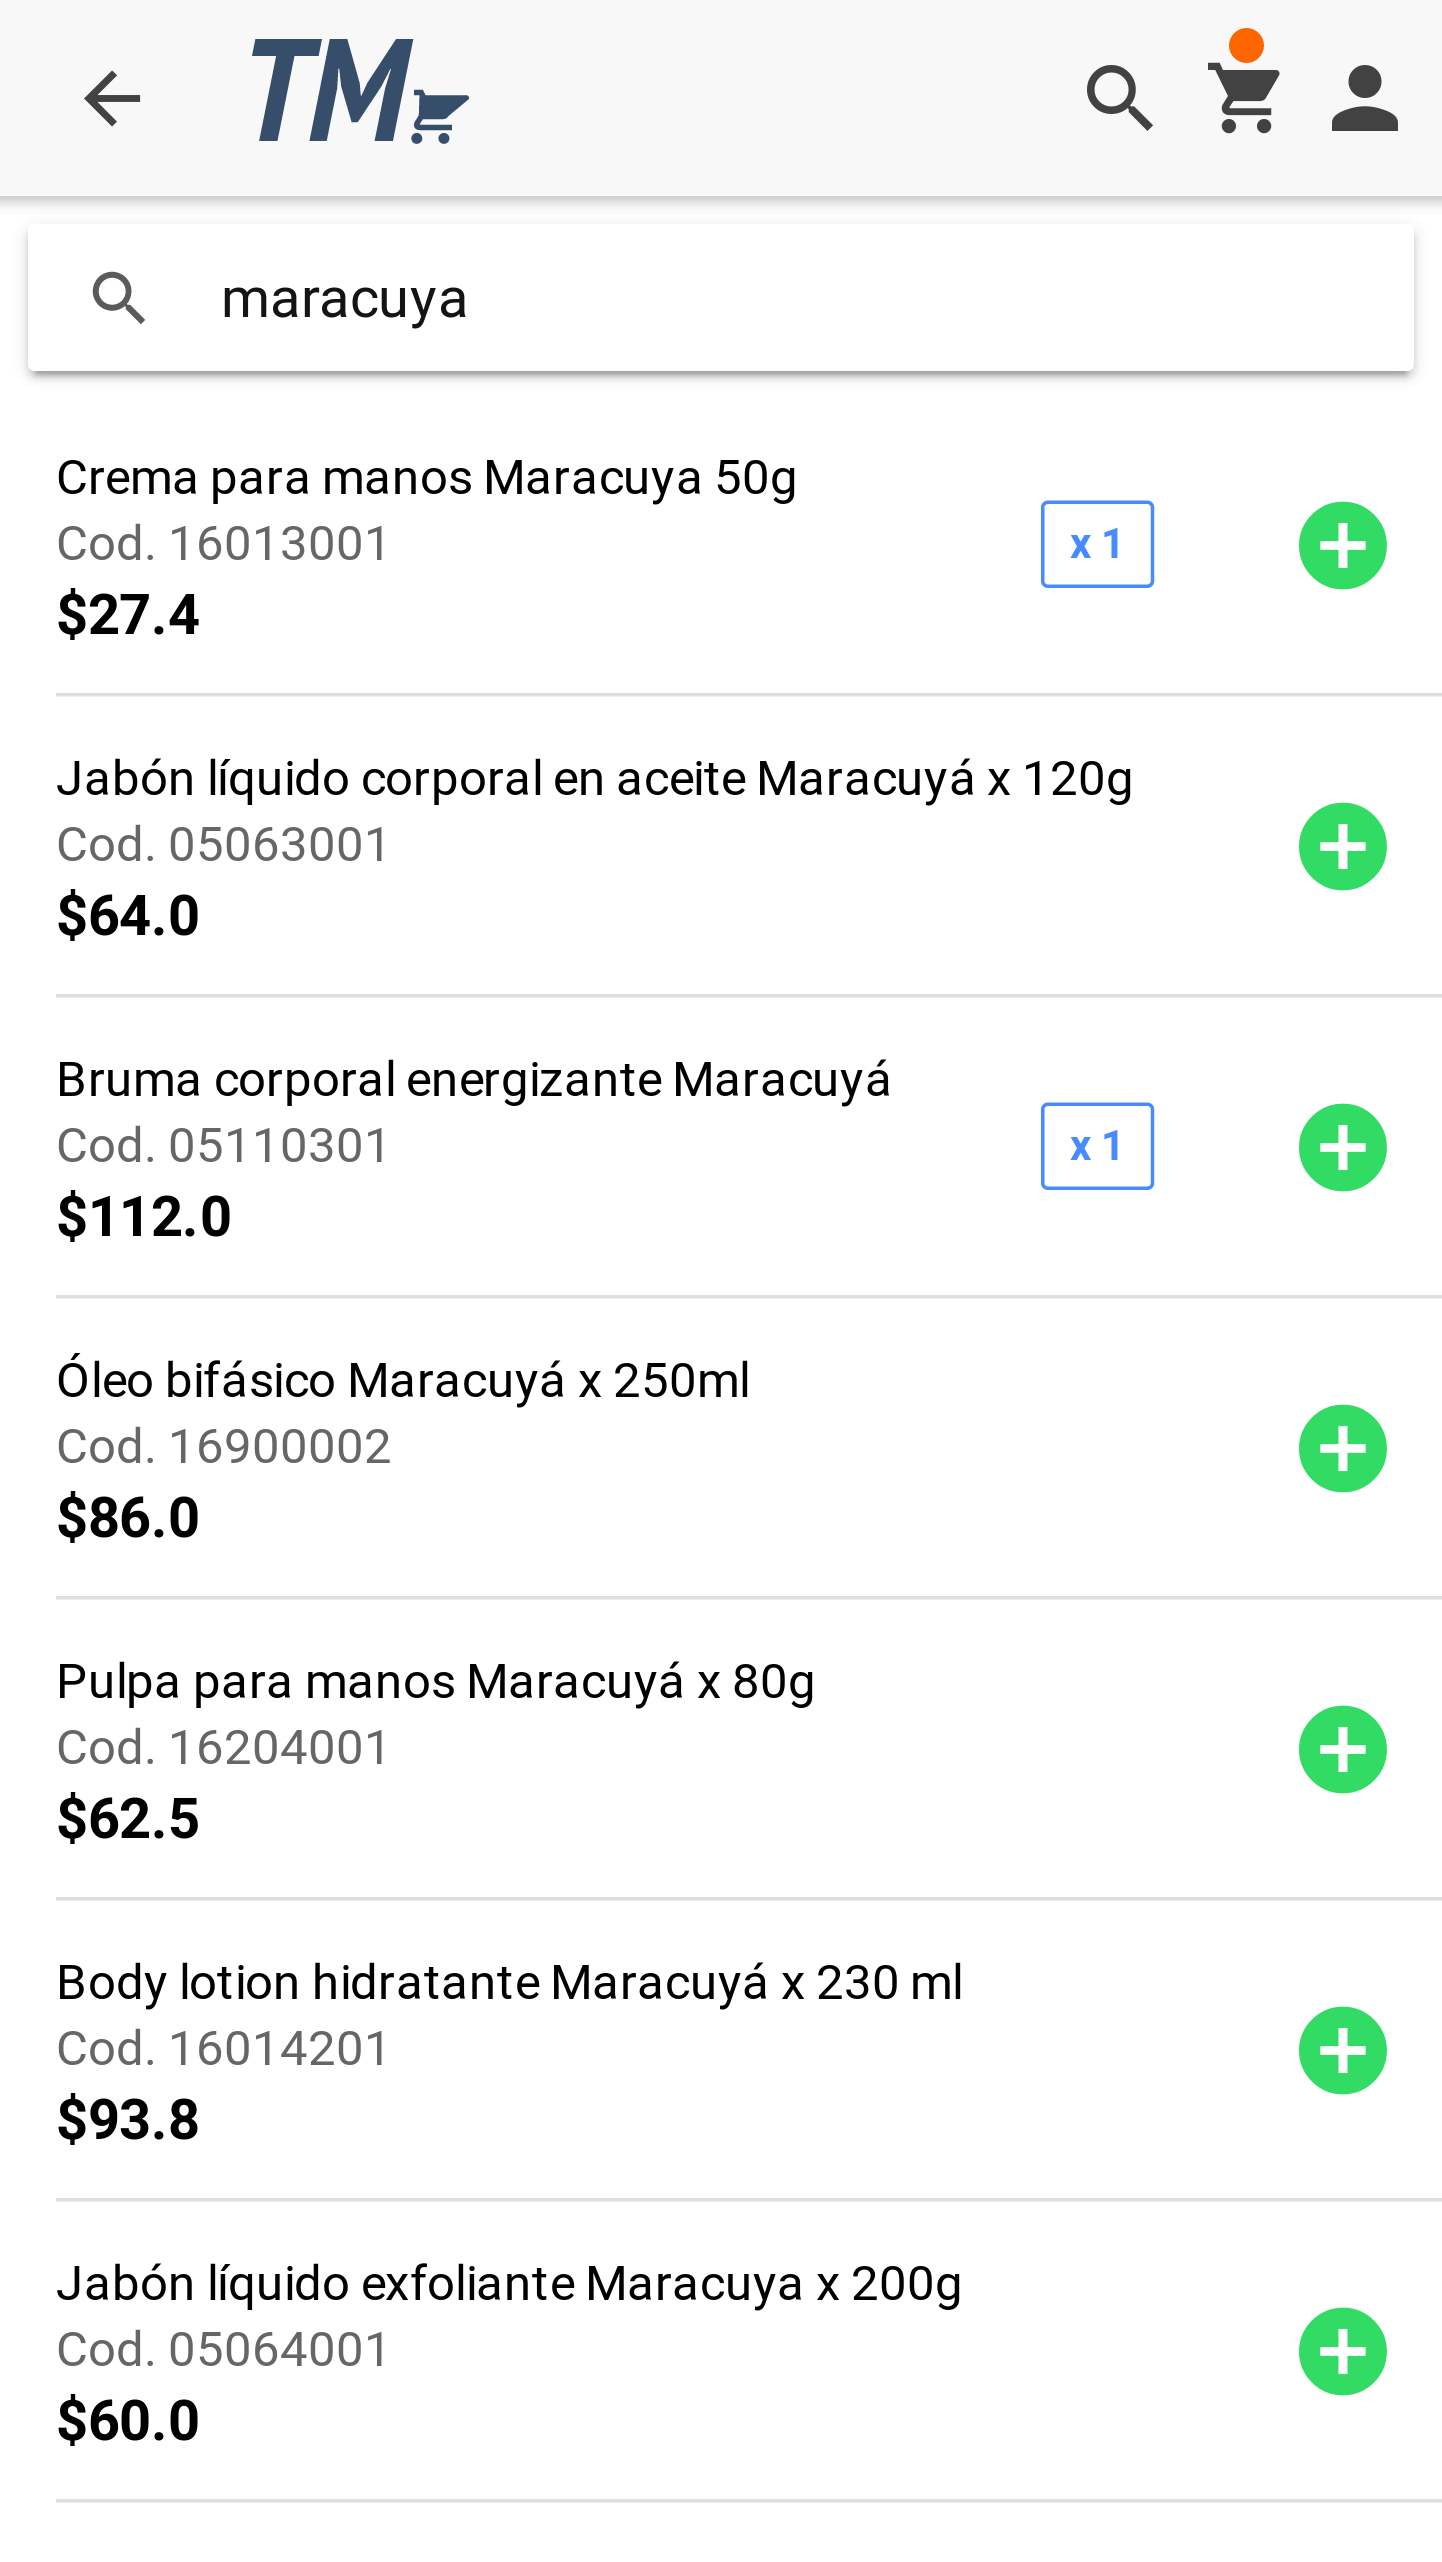 TM
maracuya
Crema para manos Maracuya 50g
Cod. 16013001
$27.4
x 1
Jabón líquido corporal en aceite Maracuyá x 120g
Cod. 05063001
$64.0
Bruma corporal energizante Maracuyá
Cod. 05110301
$112.0
x 1
Óleo bifásico Maracuyá x 250ml
Cod. 16900002
$86.0
Pulpa para manos Maracuyá x 80g
Cod. 16204001
$62.5
Body lotion hidratante Maracuyá x 230 ml
Cod. 16014201
$93.8
Jabón líquido exfoliante Maracuya x 200g
Cod. 05064001
$60.0